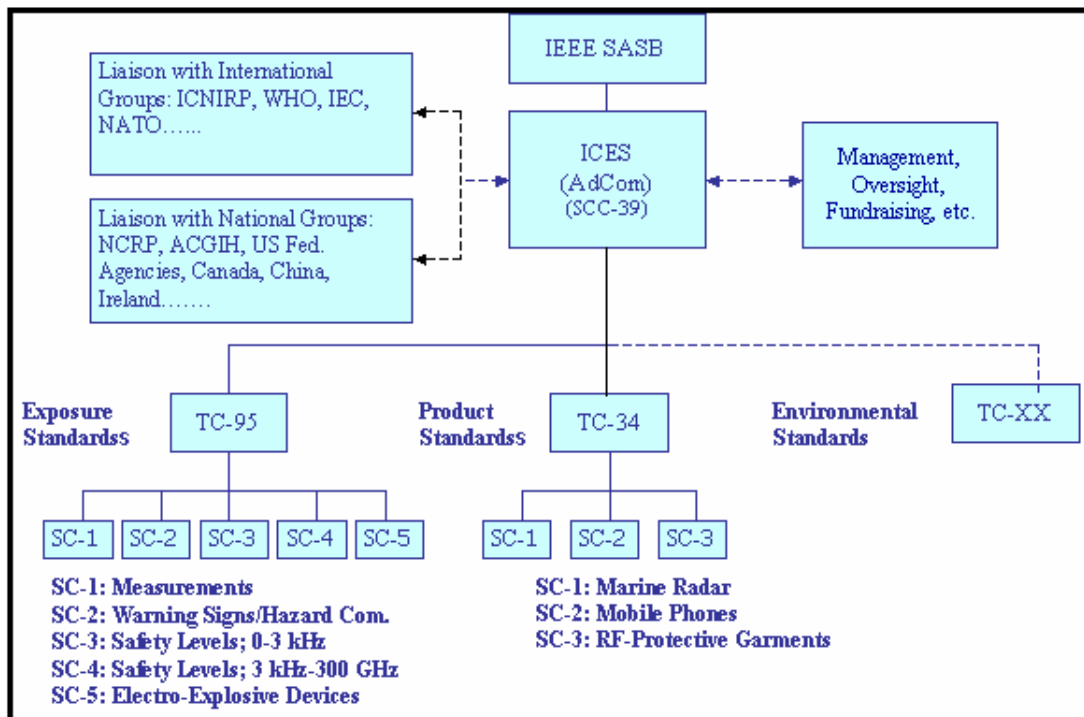 IEEE SASB
Liaison with International
Groups: ICNIRP, WHO, IEC,
NATO…...
ICES
(AdCom)
(SCC-39)
Management,
Oversight,
Fundraising, etc.
Liaison with National Groups:
NCRP, ACGIH, US Fed.
Agencies, Canada, China,
Ireland…….
Exposure
Standardss
TC-95
Product
Standardss
TC-34
Environmental
Standards
TC-XX
SC-1
SC-2
SC-3
SC-4
SC-5
SC-1
SC-2
SC-3
SC-1: Measurements
SC-2: Warning Signs/Hazard Com.
SC-3: Safety Levels; 0-3 kHz
SC-4: Safety Levels; 3 kHz-300 GHz
SC-5: Electro-Explosive Devices
SC-1: Marine Radar
SC-2: Mobile Phones
SC-3: RF-Protective Garments